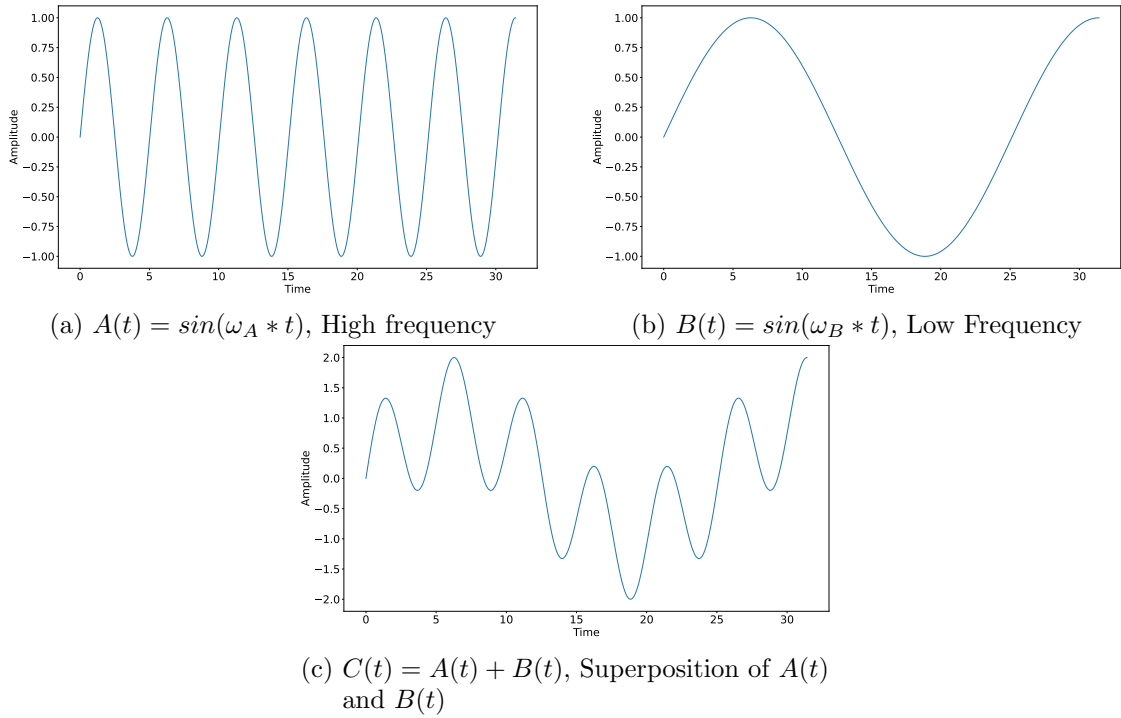 1.00
0.75
0.50
0.25
0.00
−0.25
−0.50
−0.75
−1.00
Amplitude
0 5 10 15 20 25 30
Time
(a) A(t) = sin(ω_A ∗ t), High frequency
1.00
0.75
0.50
0.25
0.00
−0.25
−0.50
−0.75
−1.00
Amplitude
0 5 10 15 20 25 30
Time
(b) B(t) = sin(ω_B ∗ t), Low Frequency
2.0
1.5
1.0
0.5
0.0
−0.5
−1.0
−1.5
−2.0
Amplitude
0 5 10 15 20 25 30
Time
(c) C(t) = A(t) + B(t), Superposition of A(t)
and B(t)